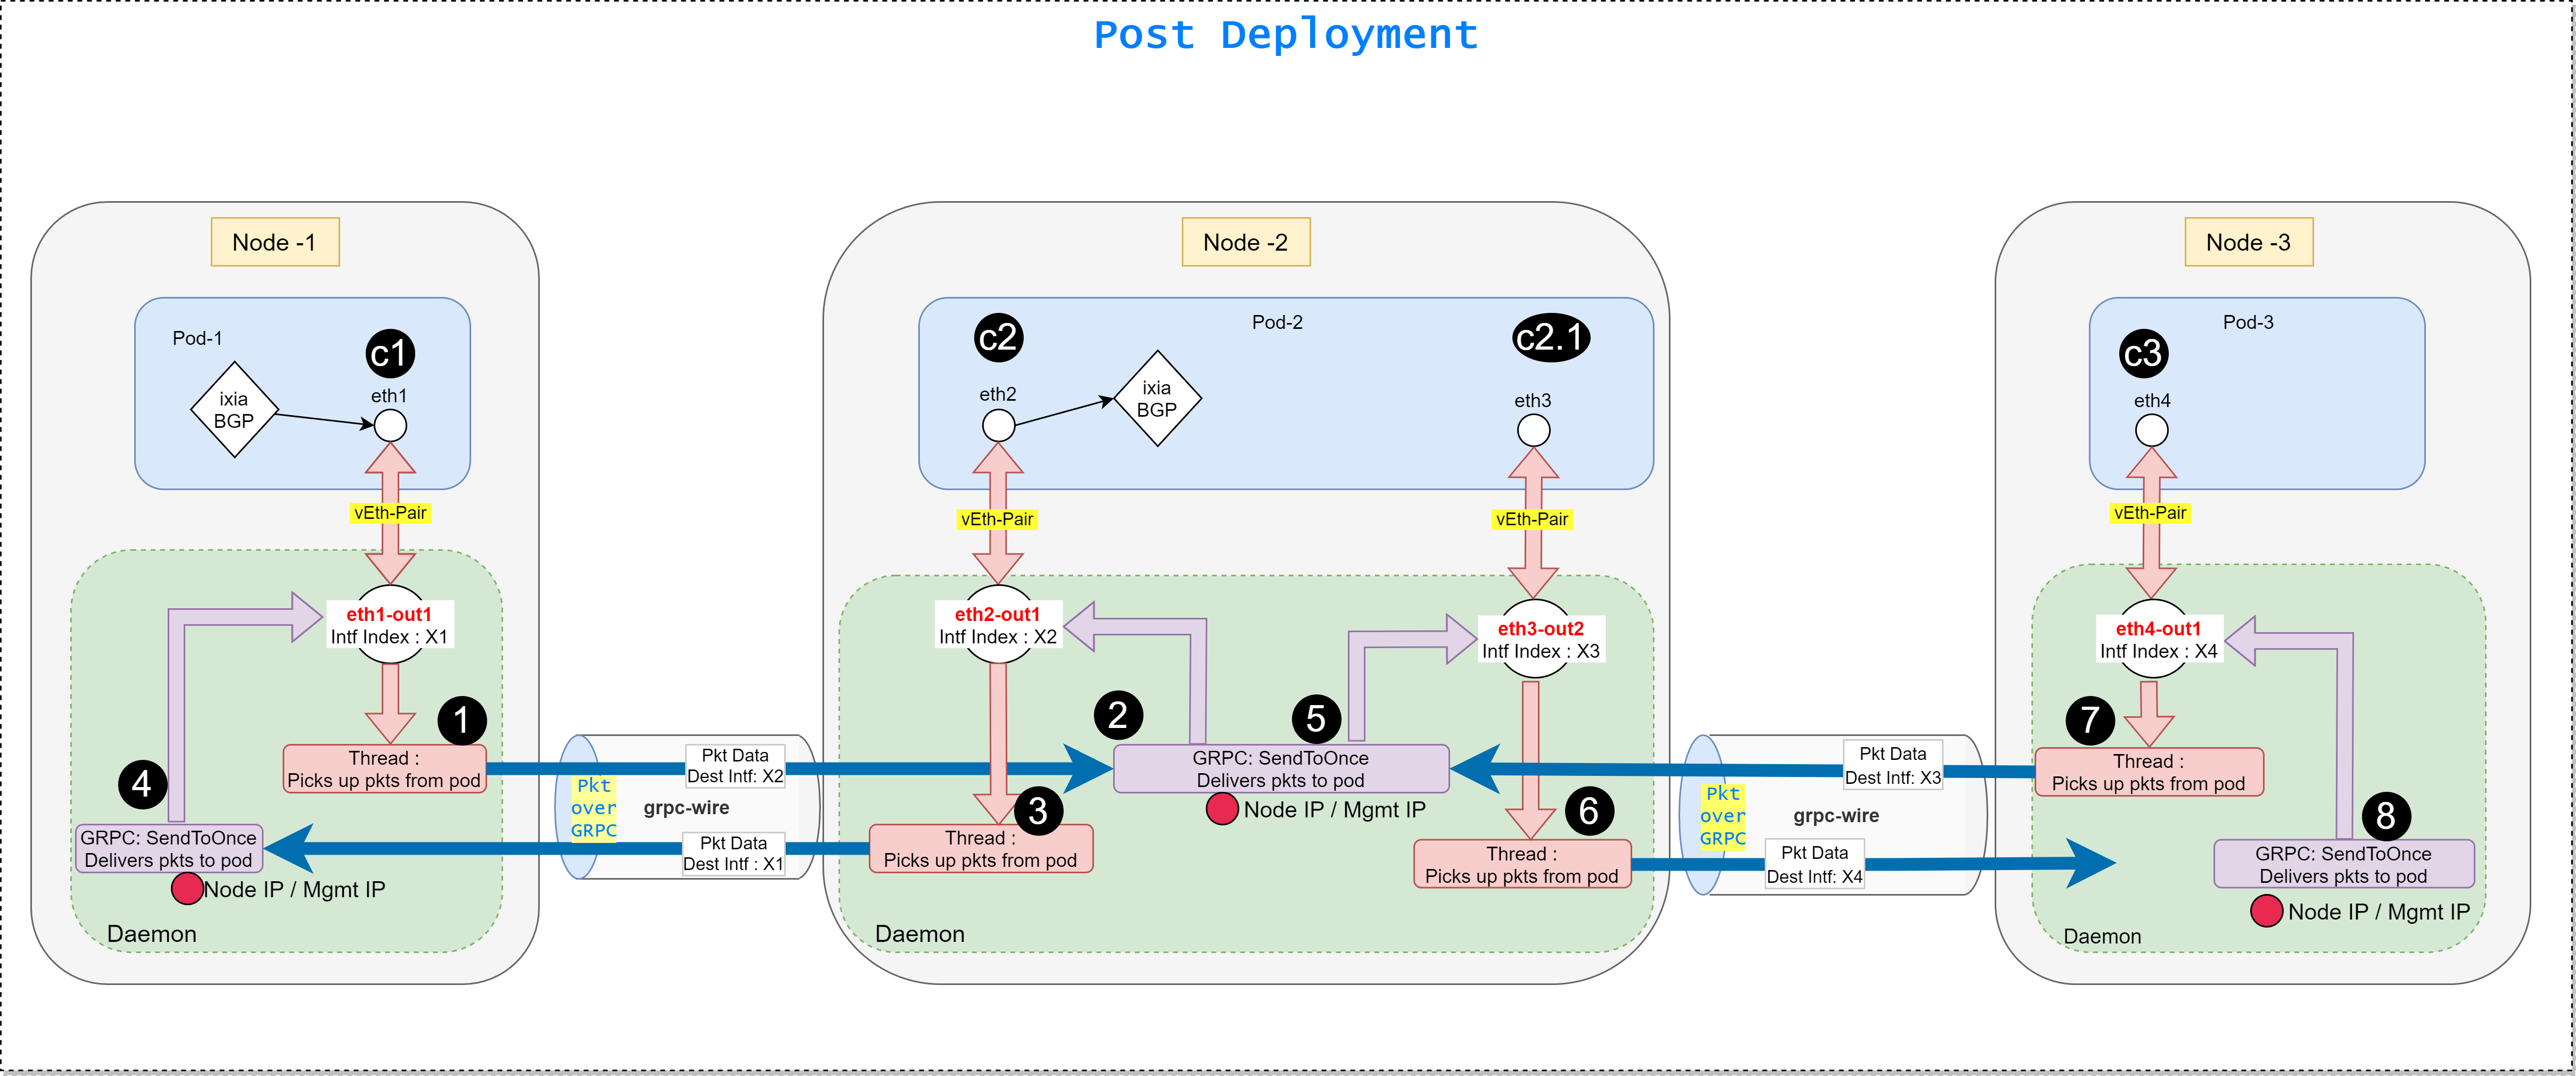 Post Deployment
Node -1
Pod-1
c1
ixia
BGP
eth1
vEth-Pair
eth1-out1
Intf Index : X1
1
Thread :
Picks up pkts from pod
4
GRPC: SendToOnce
Delivers pkts to pod
Node IP / Mgmt IP
Daemon
Pkt
over
GRPC
grpc-wire
Pkt Data
Dest Intf: X2
Pkt Data
Dest Intf : X1
Node -2
Pod-2
c2
eth2
ixia
BGP
c2.1
eth3
vEth-Pair
vEth-Pair
eth2-out1
Intf Index : X2
eth3-out2
Intf Index : X3
2
5
GRPC: SendToOnce
Delivers pkts to pod
Node IP / Mgmt IP
3
Thread :
Picks up pkts from pod
6
Thread :
Picks up pkts from pod
Daemon
Pkt
over
GRPC
grpc-wire
Pkt Data
Dest Intf: X3
Pkt Data
Dest Intf: X4
Node -3
Pod-3
c3
eth4
vEth-Pair
eth4-out1
Intf Index : X4
7
Thread :
Picks up pkts from pod
8
GRPC: SendToOnce
Delivers pkts to pod
Node IP / Mgmt IP
Daemon